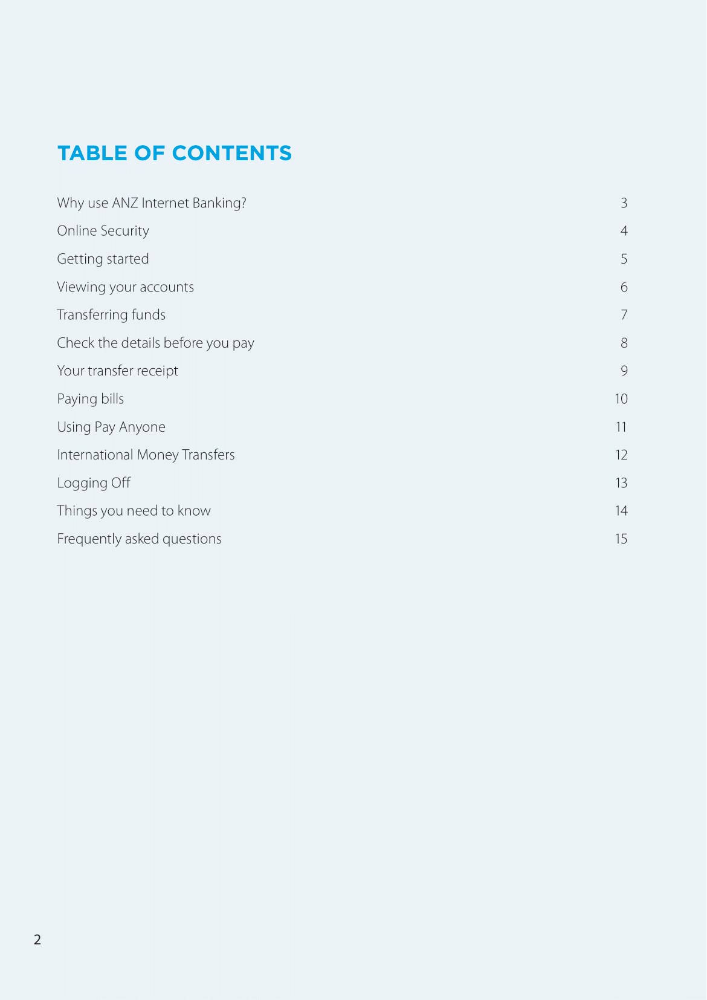 TABLE OF CONTENTS
Why use ANZ Internet Banking? 3
Online Security 4
Getting started 5
Viewing your accounts 6
Transferring funds 7
Check the details before you pay 8
Your transfer receipt 9
Paying bills 10
Using Pay Anyone 11
International Money Transfers 12
Logging Off 13
Things you need to know 14
Frequently asked questions 15
2